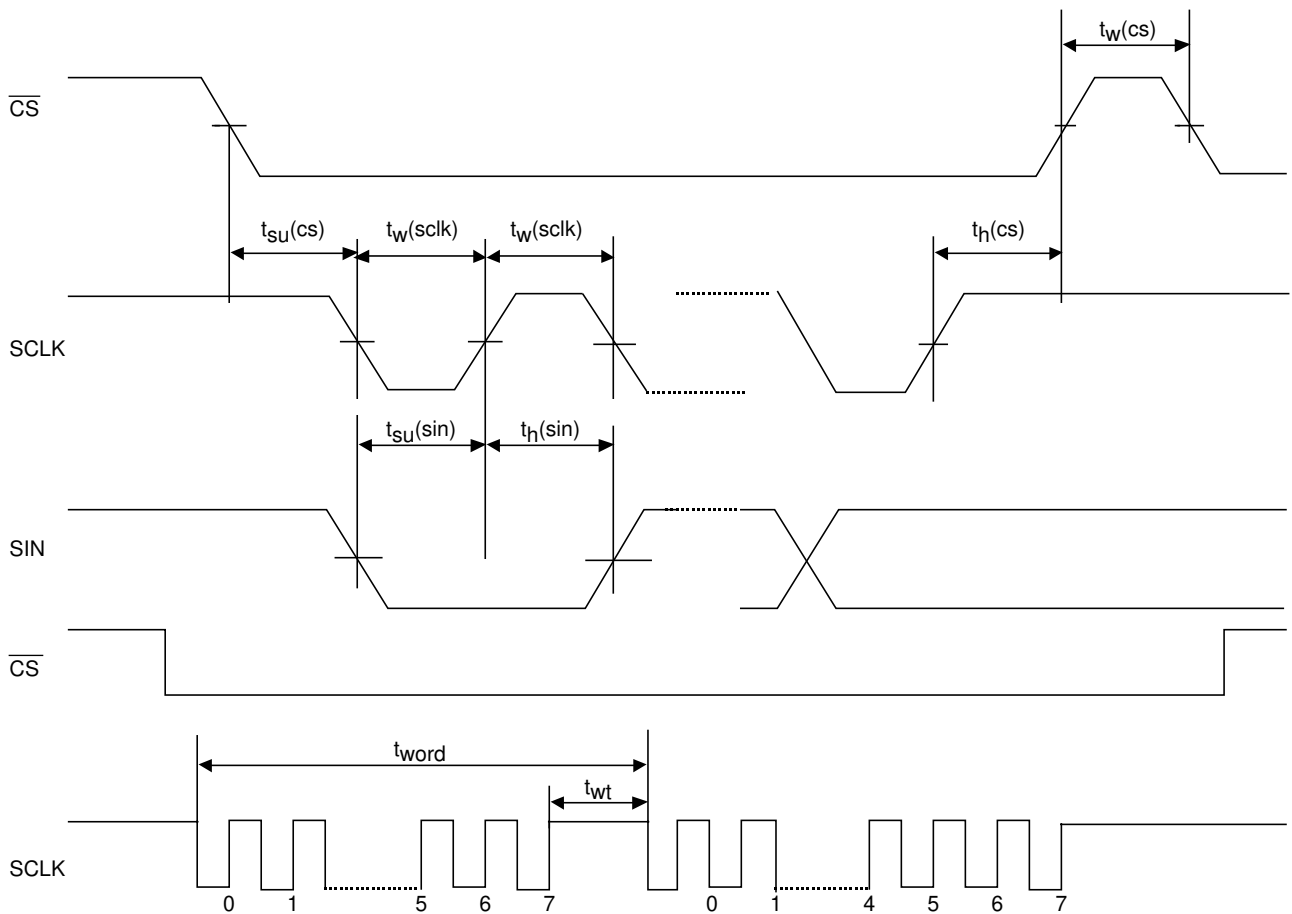 tw(cs)
CS
tsu(cs) tw(sclk) tw(sclk) th(cs)
SCLK
tsu(sin) th(sin)
SIN
CS
tword
twt
SCLK
0 1 5 6 7 0 1 4 5 6 7